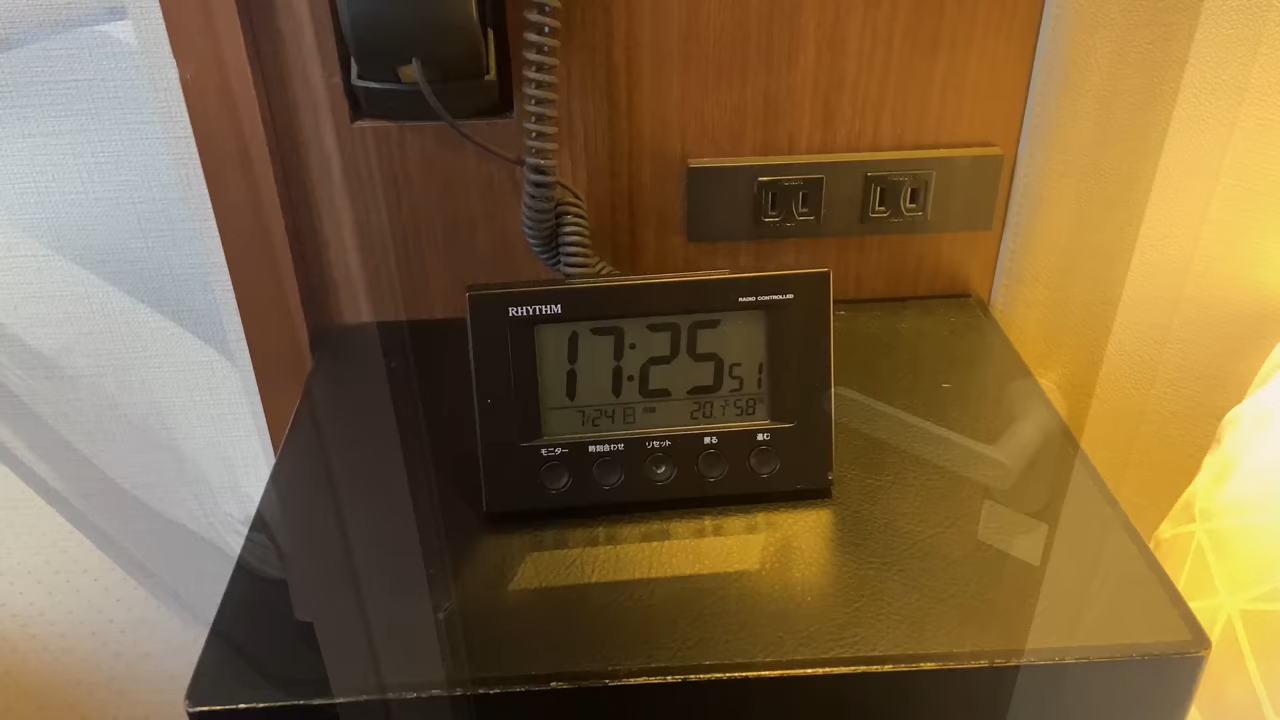 RHYTHM
RADIO CONTROLLED
17:25 51
7/24 日 20.1℃ 58%
モニター 時刻合わせ リセット 戻る 進む